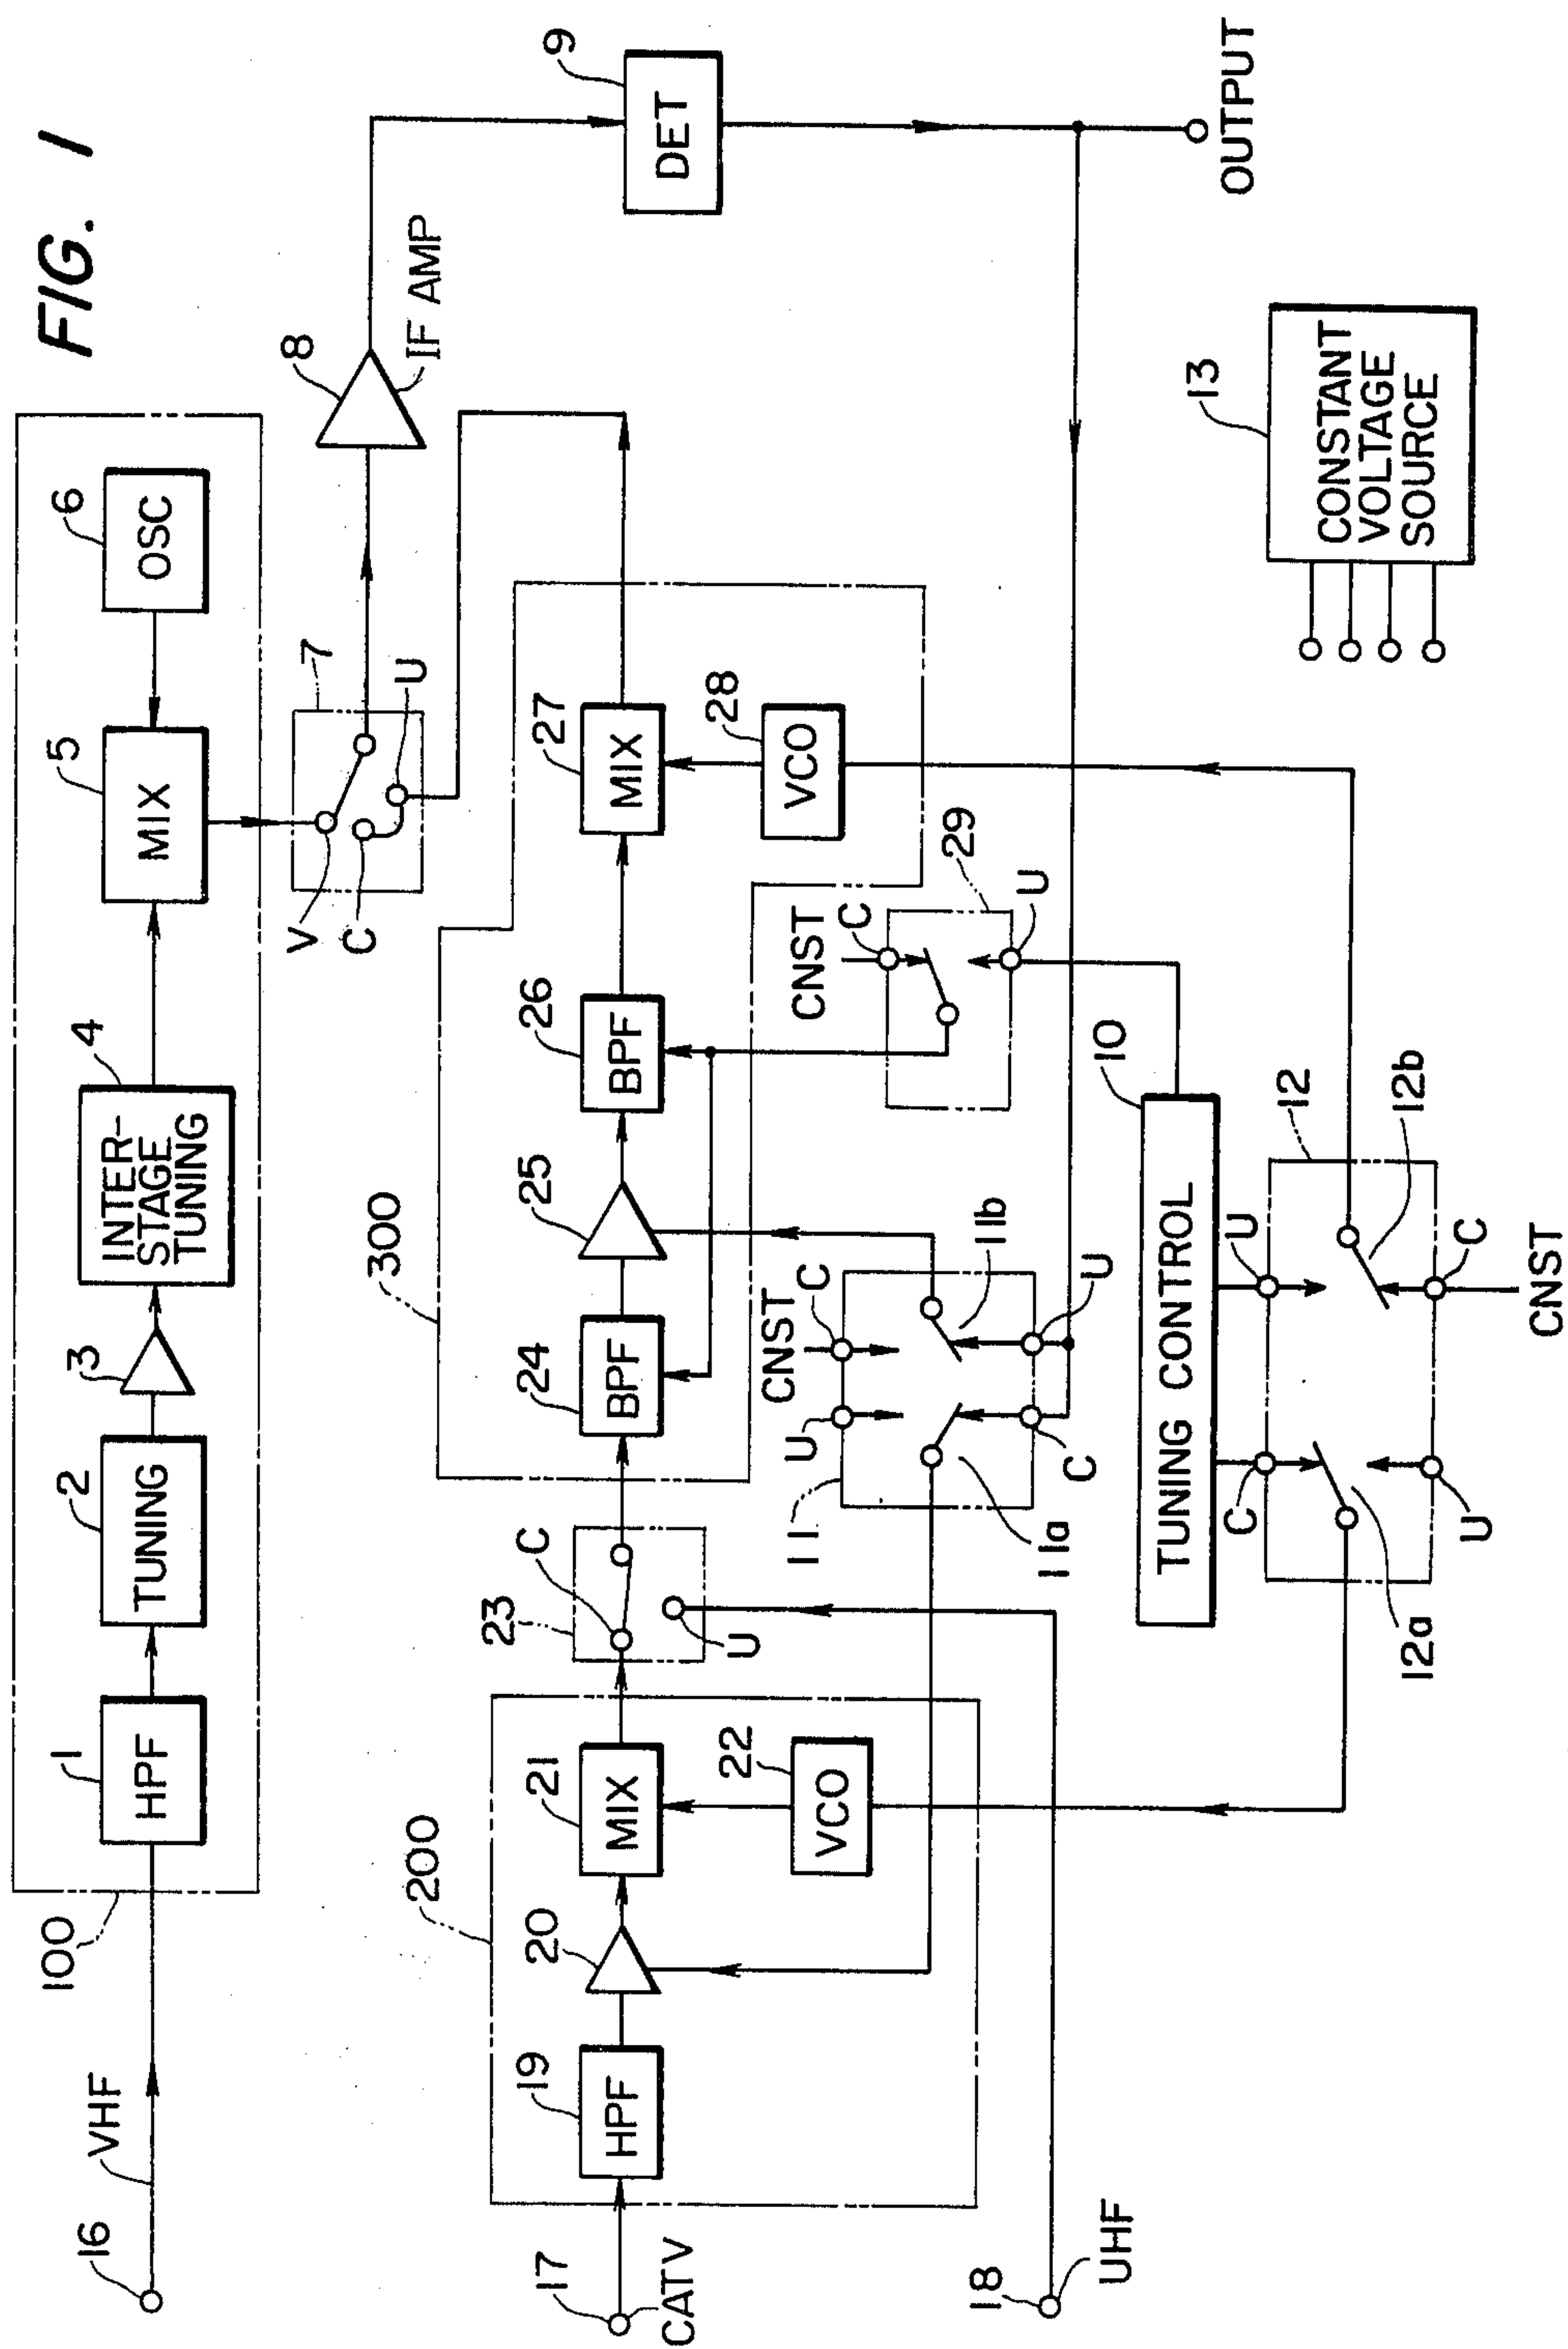 FIG. 1
100
1
HPF
2
TUNING
3
4
INTER-
STAGE
TUNING
5
MIX
6
OSC
16
VHF
V
C
7
U
8
IF AMP
9
DET
OUTPUT
17
CATV
200
19
HPF
20
21
MIX
22
VCO
23
C
U
300
24
BPF
25
26
BPF
27
MIX
28
VCO
CNST
C
29
U
CNST
C
U
11
11a
11b
C
U
18
UHF
10
TUNING CONTROL
C
U
12
12a
12b
U
C
CNST
13
CONSTANT
VOLTAGE
SOURCE